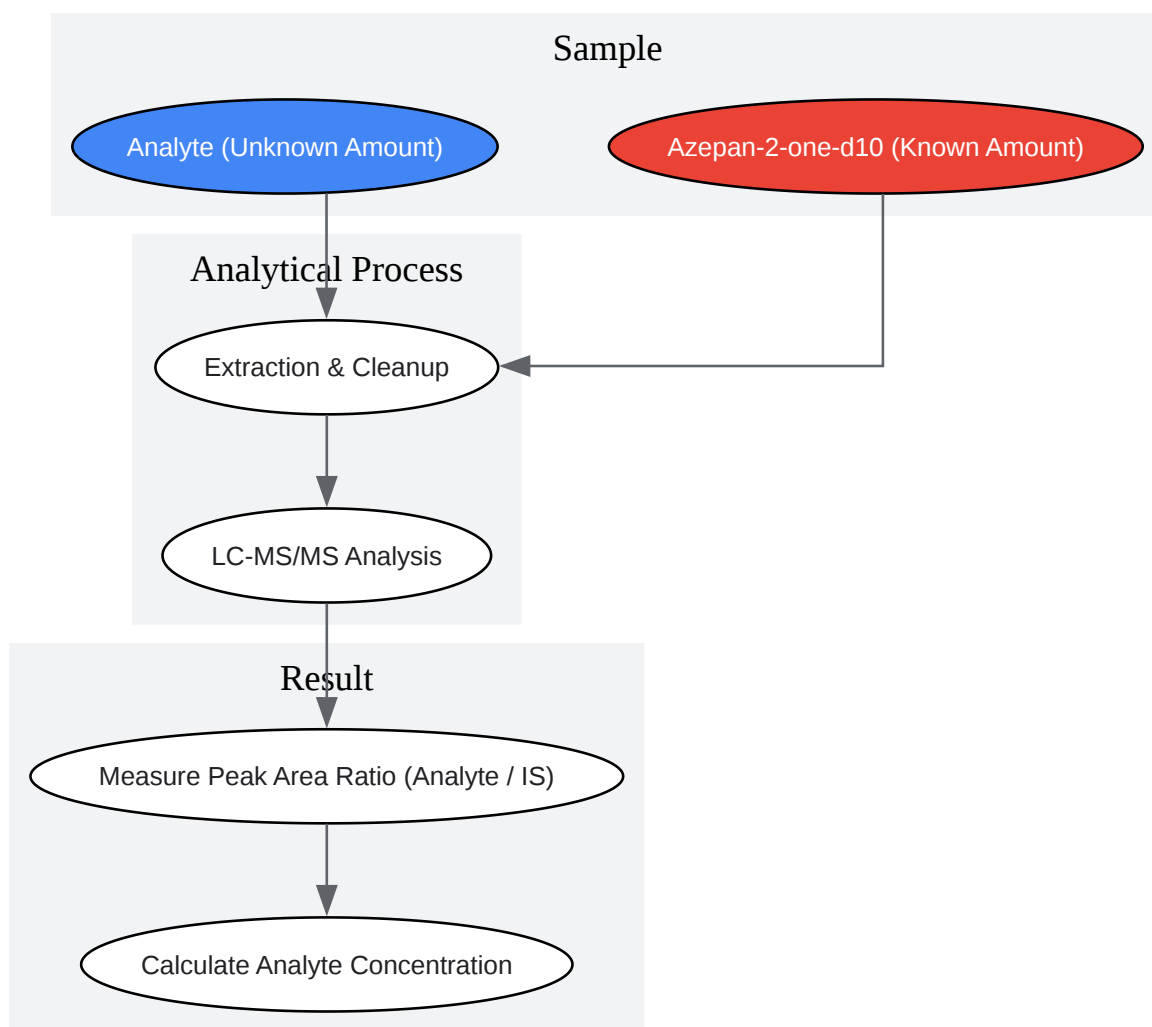 Sample
Analyte (Unknown Amount)
Azepan-2-one-d10 (Known Amount)
Analytical Process
Extraction & Cleanup
LC-MS/MS Analysis
Result
Measure Peak Area Ratio (Analyte / IS)
Calculate Analyte Concentration